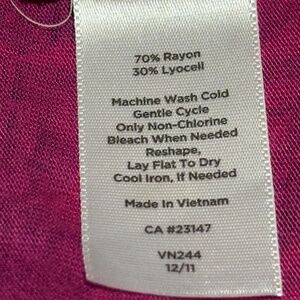 70% Rayon
30% Lyocell
Machine Wash Cold
Gentle Cycle
Only Non-Chlorine
Bleach When Needed
Reshape,
Lay Flat To Dry
Cool Iron, If Needed
Made In Vietnam
CA #23147
VN244
12/11